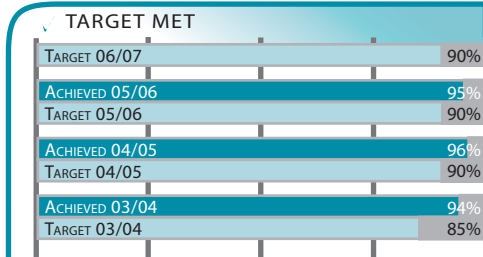 ✓ TARGET MET
TARGET 06/07 90%
ACHIEVED 05/06 95%
TARGET 05/06 90%
ACHIEVED 04/05 96%
TARGET 04/05 90%
ACHIEVED 03/04 94%
TARGET 03/04 85%